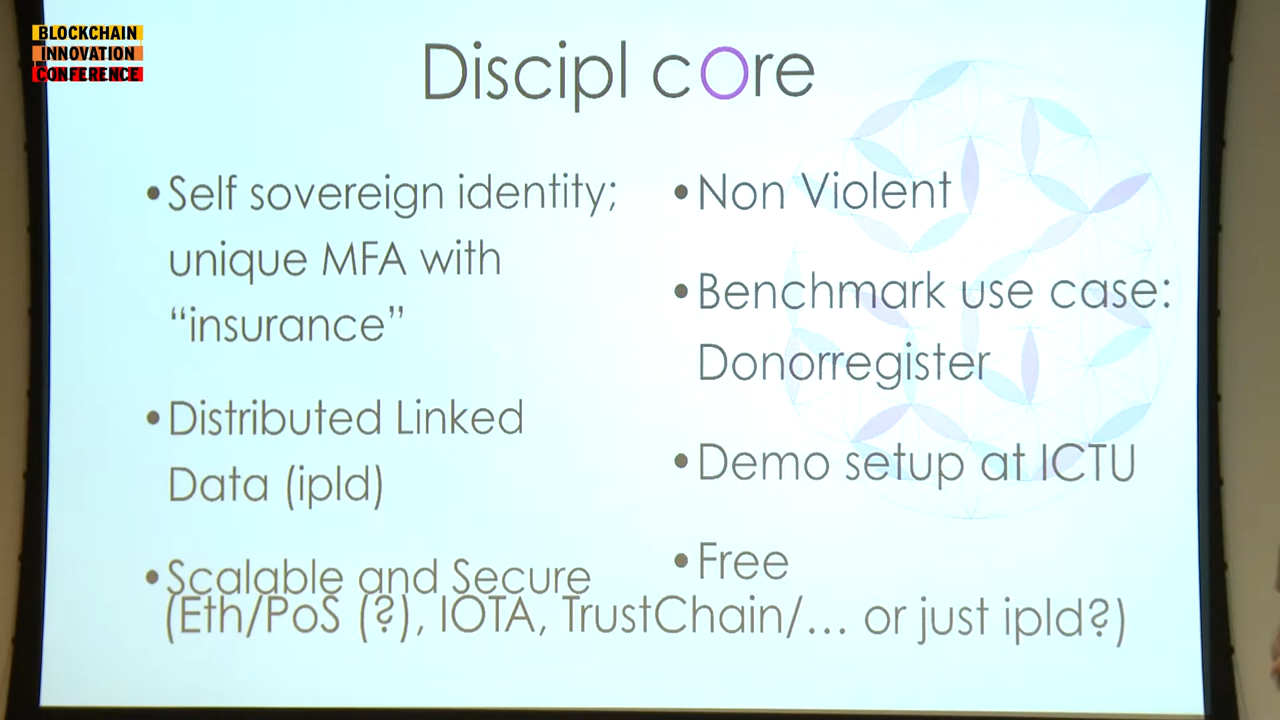 BLOCKCHAIN
INNOVATION
CONFERENCE
Discipl cOre
•Self sovereign identity;
unique MFA with
“insurance”
•Distributed Linked
Data (ipld)
•Scalable and Secure
(Eth/PoS (?), IOTA, TrustChain/... or just ipld?)
•Non Violent
•Benchmark use case:
Donorregister
•Demo setup at ICTU
•Free